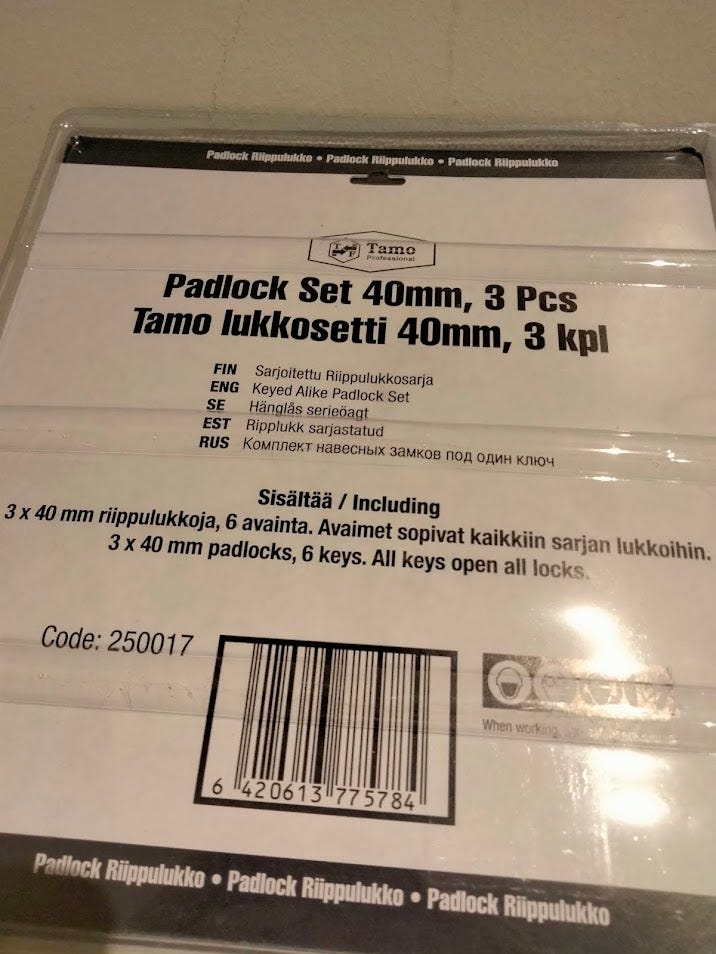 Padlock Riippulukko • Padlock Riippulukko • Padlock Riippulukko
T F
Tamo
Professional
Padlock Set 40mm, 3 Pcs
Tamo lukkosetti 40mm, 3 kpl
FIN Sarjoitettu Riippulukkosarja
ENG Keyed Alike Padlock Set
SE Hänglås serieöagt
EST Ripplukk sarjastatud
RUS Комплект навесных замков под один ключ
Sisältää / Including
3 x 40 mm riippulukkoja, 6 avainta. Avaimet sopivat kaikkiin sarjan lukkoihin.
3 x 40 mm padlocks, 6 keys. All keys open all locks.
Code: 250017
When working,
6 420613 775784
Padlock Riippulukko • Padlock Riippulukko • Padlock Riippulukko